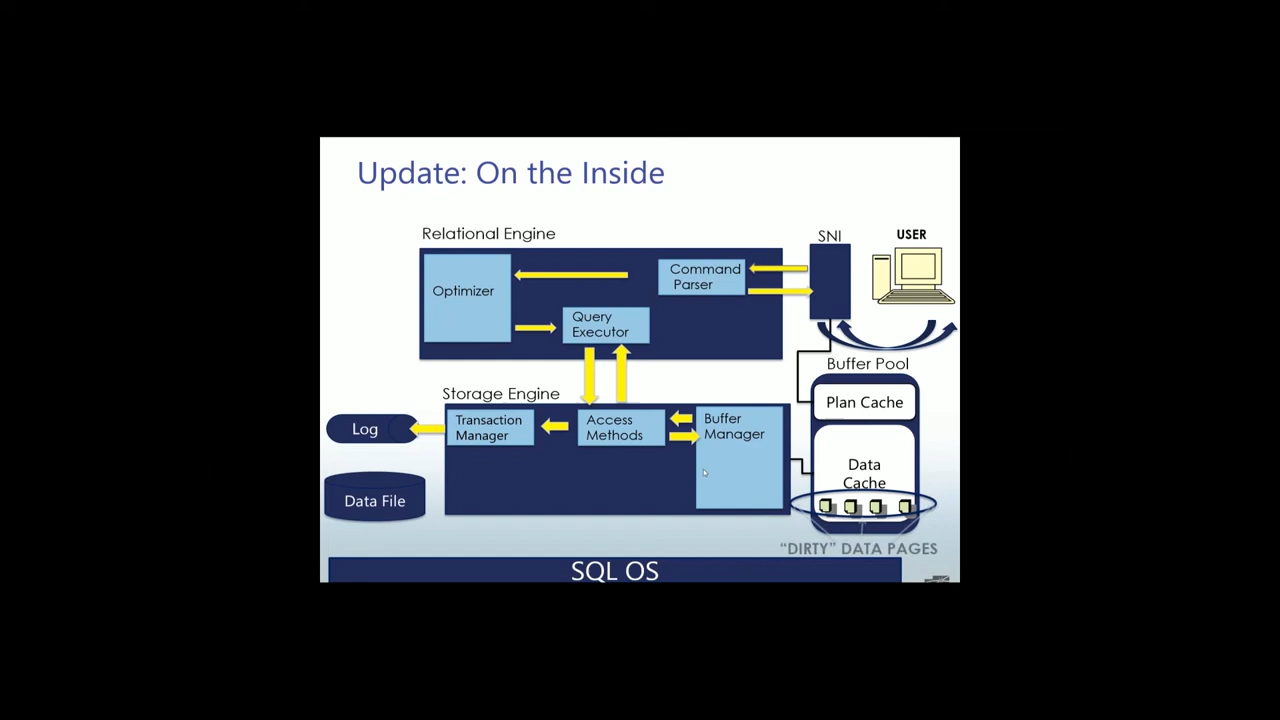 Update: On the Inside
Relational Engine
SNI
USER
Command
Parser
Optimizer
Query
Executor
Buffer Pool
Storage Engine
Plan Cache
Log
Transaction
Manager
Access
Methods
Buffer
Manager
Data
Cache
Data File
"DIRTY" DATA PAGES
SQL OS